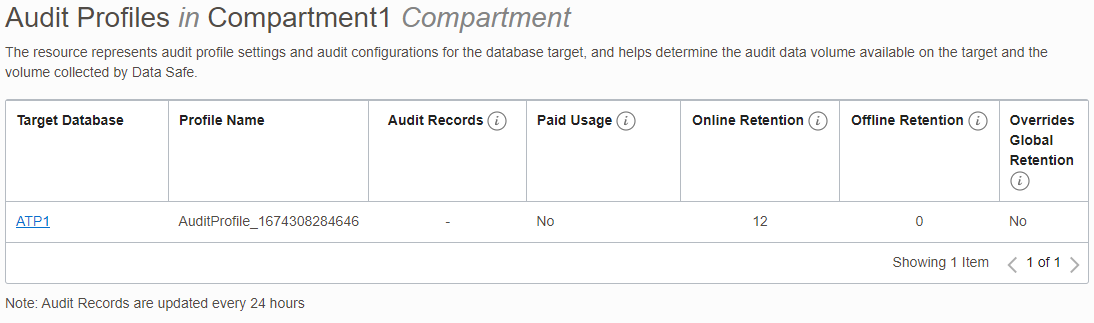 Audit Profiles in Compartment1 Compartment
The resource represents audit profile settings and audit configurations for the database target, and helps determine the audit data volume available on the target and the
volume collected by Data Safe.
Target Database Profile Name Audit Records i Paid Usage i Online Retention i Offline Retention i Overrides
Global
Retention
i
ATP1 AuditProfile_1674308284646 - No 12 0 No
Showing 1 Item < 1 of 1 >
Note: Audit Records are updated every 24 hours